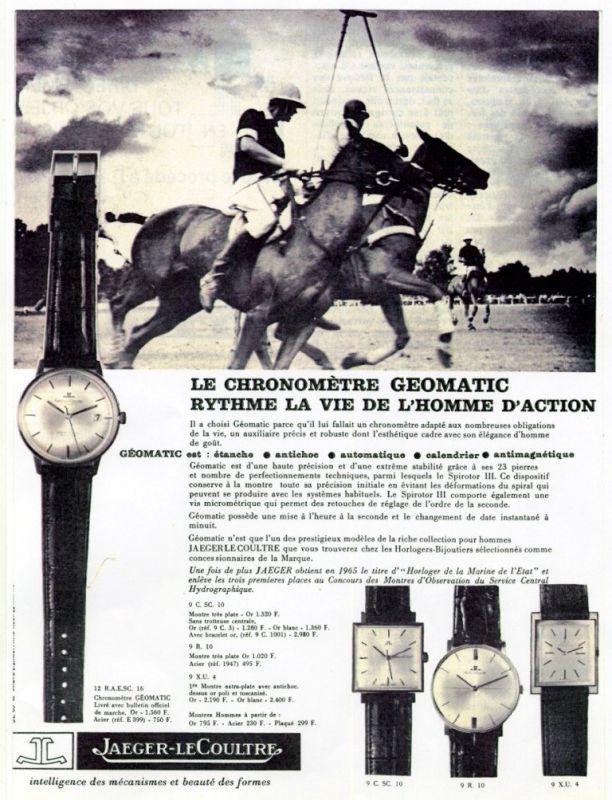 LE CHRONOMÈTRE GEOMATIC
RYTHME LA VIE DE L'HOMME D'ACTION
Il a choisi Géomatic parce qu'il lui fallait un chronomètre adapté aux nombreuses obligations
de la vie, un auxiliaire précis et robuste dont l'esthétique cadre avec son élégance d'homme
de goût.
GÉOMATIC est : étanche ● antichoc ● automatique ● calendrier ● antimagnétique
Géomatic est d'une haute précision et d'une extrême stabilité grâce à ses 23 pierres
et nombre de perfectionnements techniques, parmi lesquels le Spirotor III. Ce dispositif
conserve à la montre toute sa précision initiale en évitant les déformations du spiral qui
peuvent se produire avec les systèmes habituels. Le Spirotor III comporte également une
vis micrométrique qui permet des retouches de réglage de l'ordre de la seconde.
Géomatic possède une mise à l'heure à la seconde et le changement de date instantané à
minuit.
Géomatic n'est que l'un des prestigieux modèles de la riche collection pour hommes
JAEGERLECOULTRE que vous trouverez chez les Horlogers-Bijoutiers sélectionnés comme
concessionnaires de la Marque.
Une fois de plus JAEGER obtient en 1965 le titre d'"Horloger de la Marine de l'Etat" et
enlève les trois premieres places au Concours des Montres d'Observation du Service Central
Hydrographique.
9 C. SC. 10
Montre très plate - Or 1.320 F.
Sans trotteuse centrale,
Or (réf. 9 C. 3) - 1.280 F. - Or blanc - 1.360 F.
Avec bracelet or, (réf. 9 C. 1001) - 2.980 F.
9 R. 10
Montre très plate Or 1.020 F.
Acier (réf. 1947) 495 F.
9 X.U. 4
Montre extra-plate avec antichoc.
dessus or poli et toscanisé.
Or - 2.190 F. - Or blanc - 2.400 F.
Montres Hommes à partir de :
Or 795 F. - Acier 230 F. - Plaqué 299 F.
12 R.A.E.SC. 16
Chronomètre GÉOMATIC
Livré avec bulletin officiel
de marche, Or - 1.560 F.
Acier (réf. E 399) - 750 F.
JAEGER-LECOULTRE
intelligence des mécanismes et beauté des formes
9 C. SC. 10
9 R. 10
9 X.U. 4